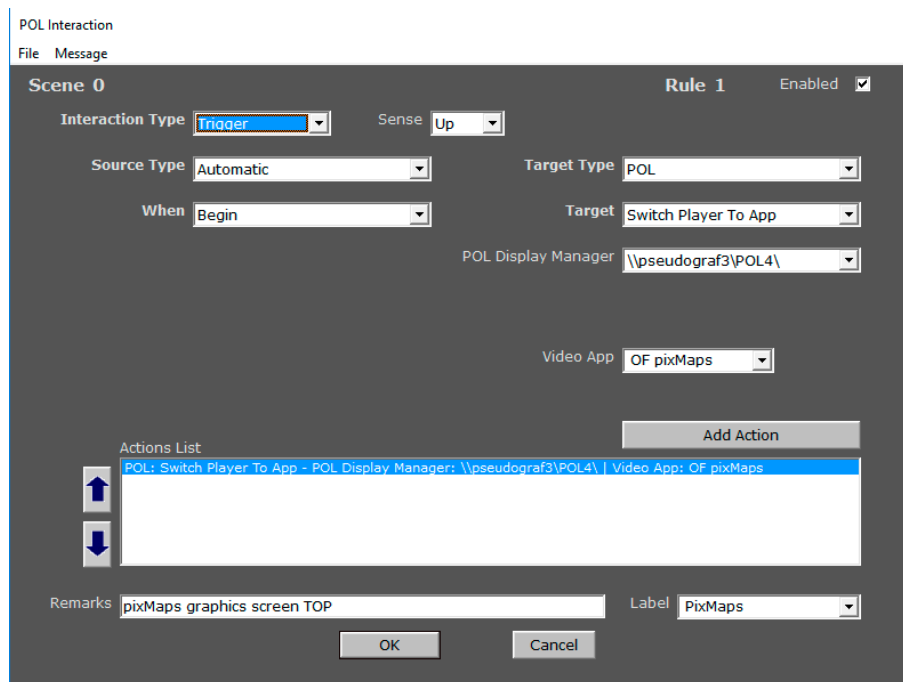 POL Interaction
File Message
Scene 0 Rule 1 Enabled
Interaction Type Trigger Sense Up
Source Type Automatic Target Type POL
When Begin Target Switch Player To App
POL Display Manager \\pseudograf3\POL4\
Video App OF pixMaps
Add Action
Actions List
POL: Switch Player To App - POL Display Manager: \\pseudograf3\POL4\ | Video App: OF pixMaps
Remarks pixMaps graphics screen TOP Label PixMaps
OK Cancel